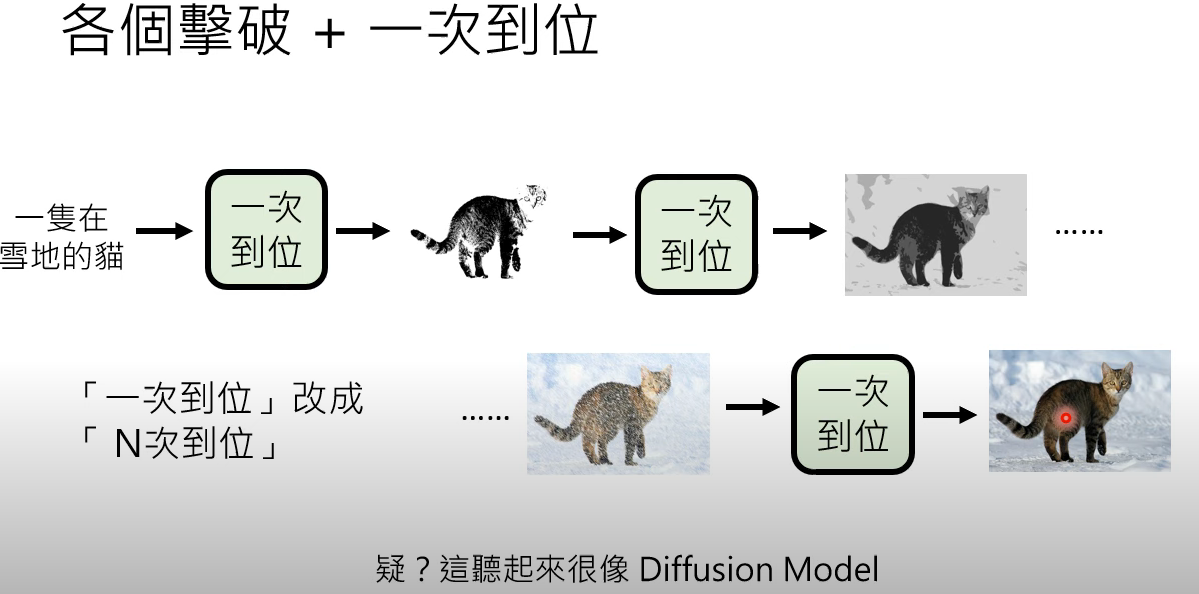 各個擊破 + 一次到位
一隻在
雪地的貓
一次
到位
一次
到位
……
「一次到位」改成
「 N次到位」
……
一次
到位
疑？這聽起來很像 Diffusion Model